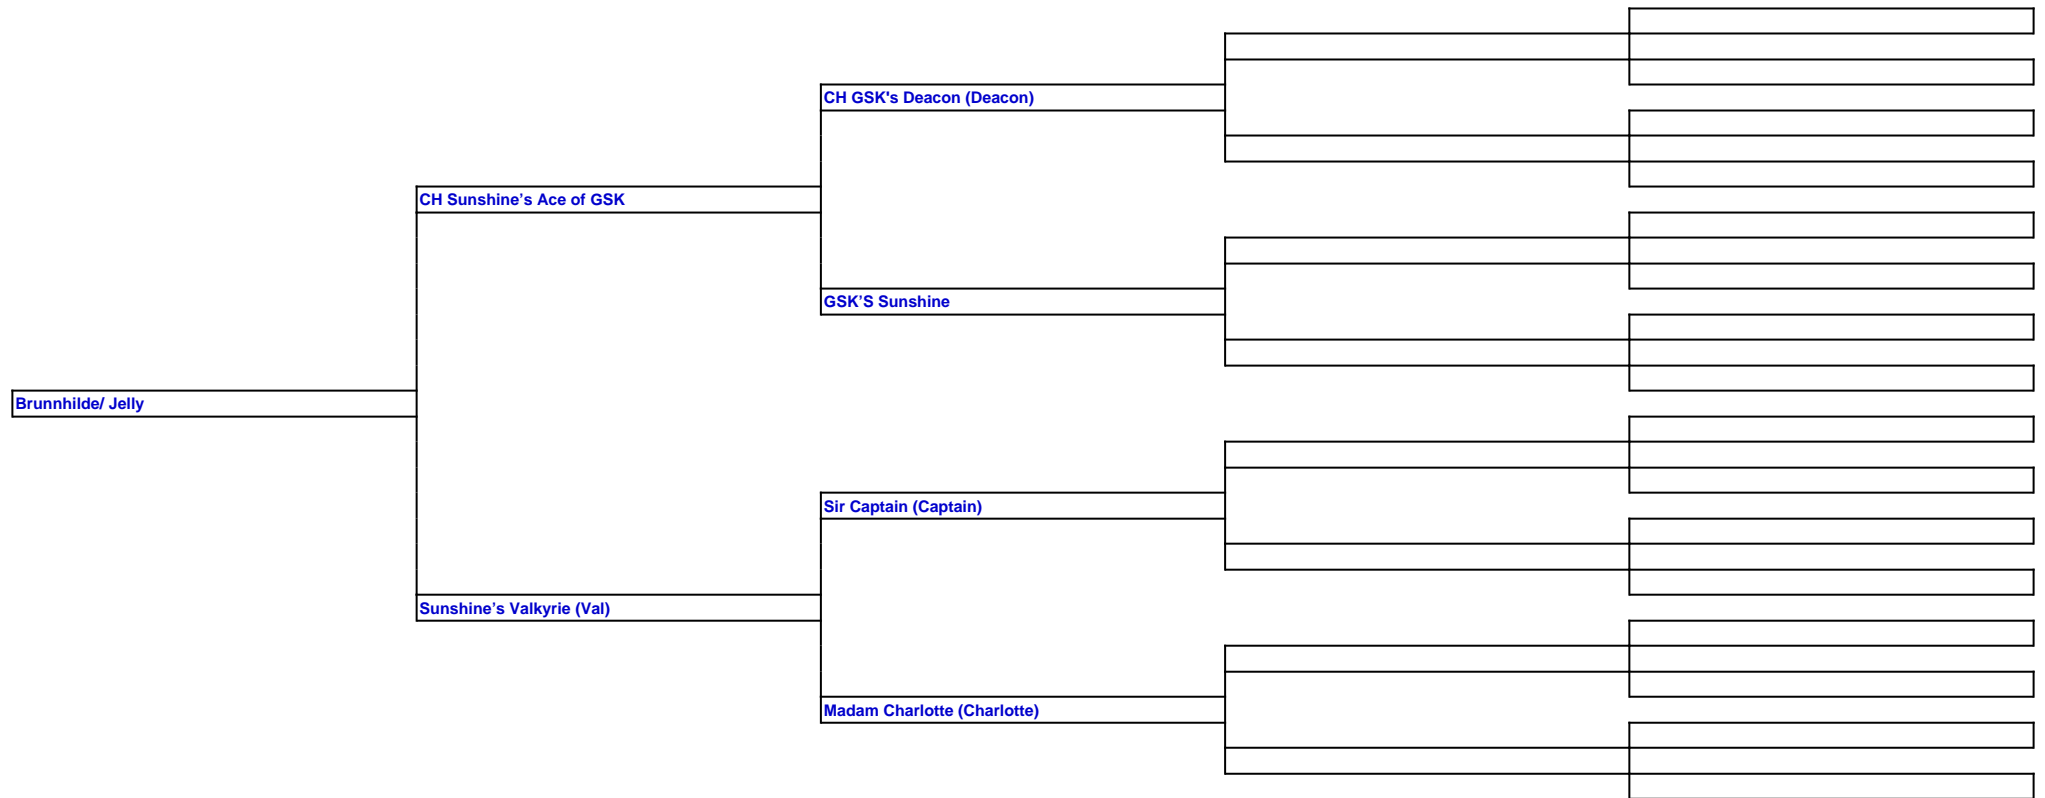 CH GSK's Deacon (Deacon)
CH Sunshine’s Ace of GSK
GSK’S Sunshine
Brunnhilde/ Jelly
Sir Captain (Captain)
Sunshine’s Valkyrie (Val)
Madam Charlotte (Charlotte)